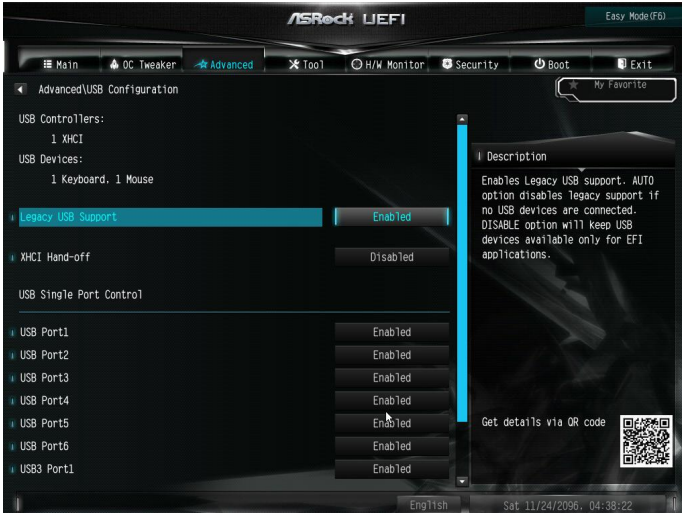 ASRock UEFI
Easy Mode(F6)
Main
OC Tweaker
Advanced
Tool
H/W Monitor
Security
Boot
Exit
Advanced\USB Configuration
My Favorite
USB Controllers:
1 XHCI
USB Devices:
1 Keyboard, 1 Mouse
Legacy USB Support
Enabled
XHCI Hand-off
Disabled
USB Single Port Control
USB Port1
Enabled
USB Port2
Enabled
USB Port3
Enabled
USB Port4
Enabled
USB Port5
Enabled
USB Port6
Enabled
USB3 Port1
Enabled
Description
Enables Legacy USB support. AUTO
option disables legacy support if
no USB devices are connected.
DISABLE option will keep USB
devices available only for EFI
applications.
Get details via QR code
English
Sat 11/24/2096, 04:38:22